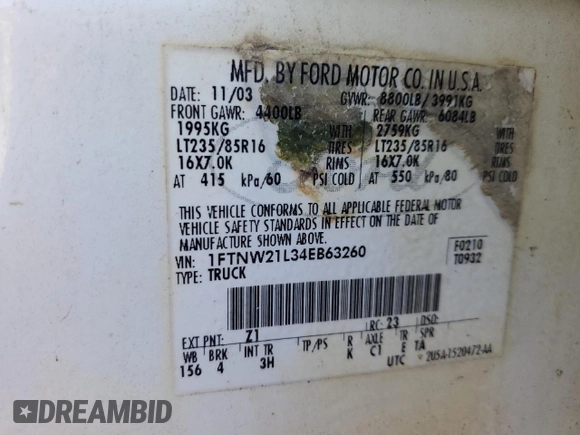 MFD. BY FORD MOTOR CO. IN U.S.A.
DATE: 11/03 GVWR: 8800LB/3991KG
FRONT GAWR: 4400LB REAR GAWR: 6084LB
1995KG WITH 2759KG WITH
LT235/85R16 TIRES LT235/85R16 TIRES
16X7.0K RIMS 16X7.0K RIMS
AT 415 kPa/60 PSI COLD AT 550 kPa/80 PSI COLD
THIS VEHICLE CONFORMS TO ALL APPLICABLE FEDERAL MOTOR
VEHICLE SAFETY STANDARDS IN EFFECT ON THE DATE OF
MANUFACTURE SHOWN ABOVE.
VIN: 1FTNW21L34EB63260 F0210
TYPE: TRUCK T0932
EXT PNT: Z1 RC: 23 DSO:
WB BRK INT TR TP/PS R AXLE TR SPR
156 4 3H K C1 E TA
UTC 2U5A-1520472-AA
DREAMBID